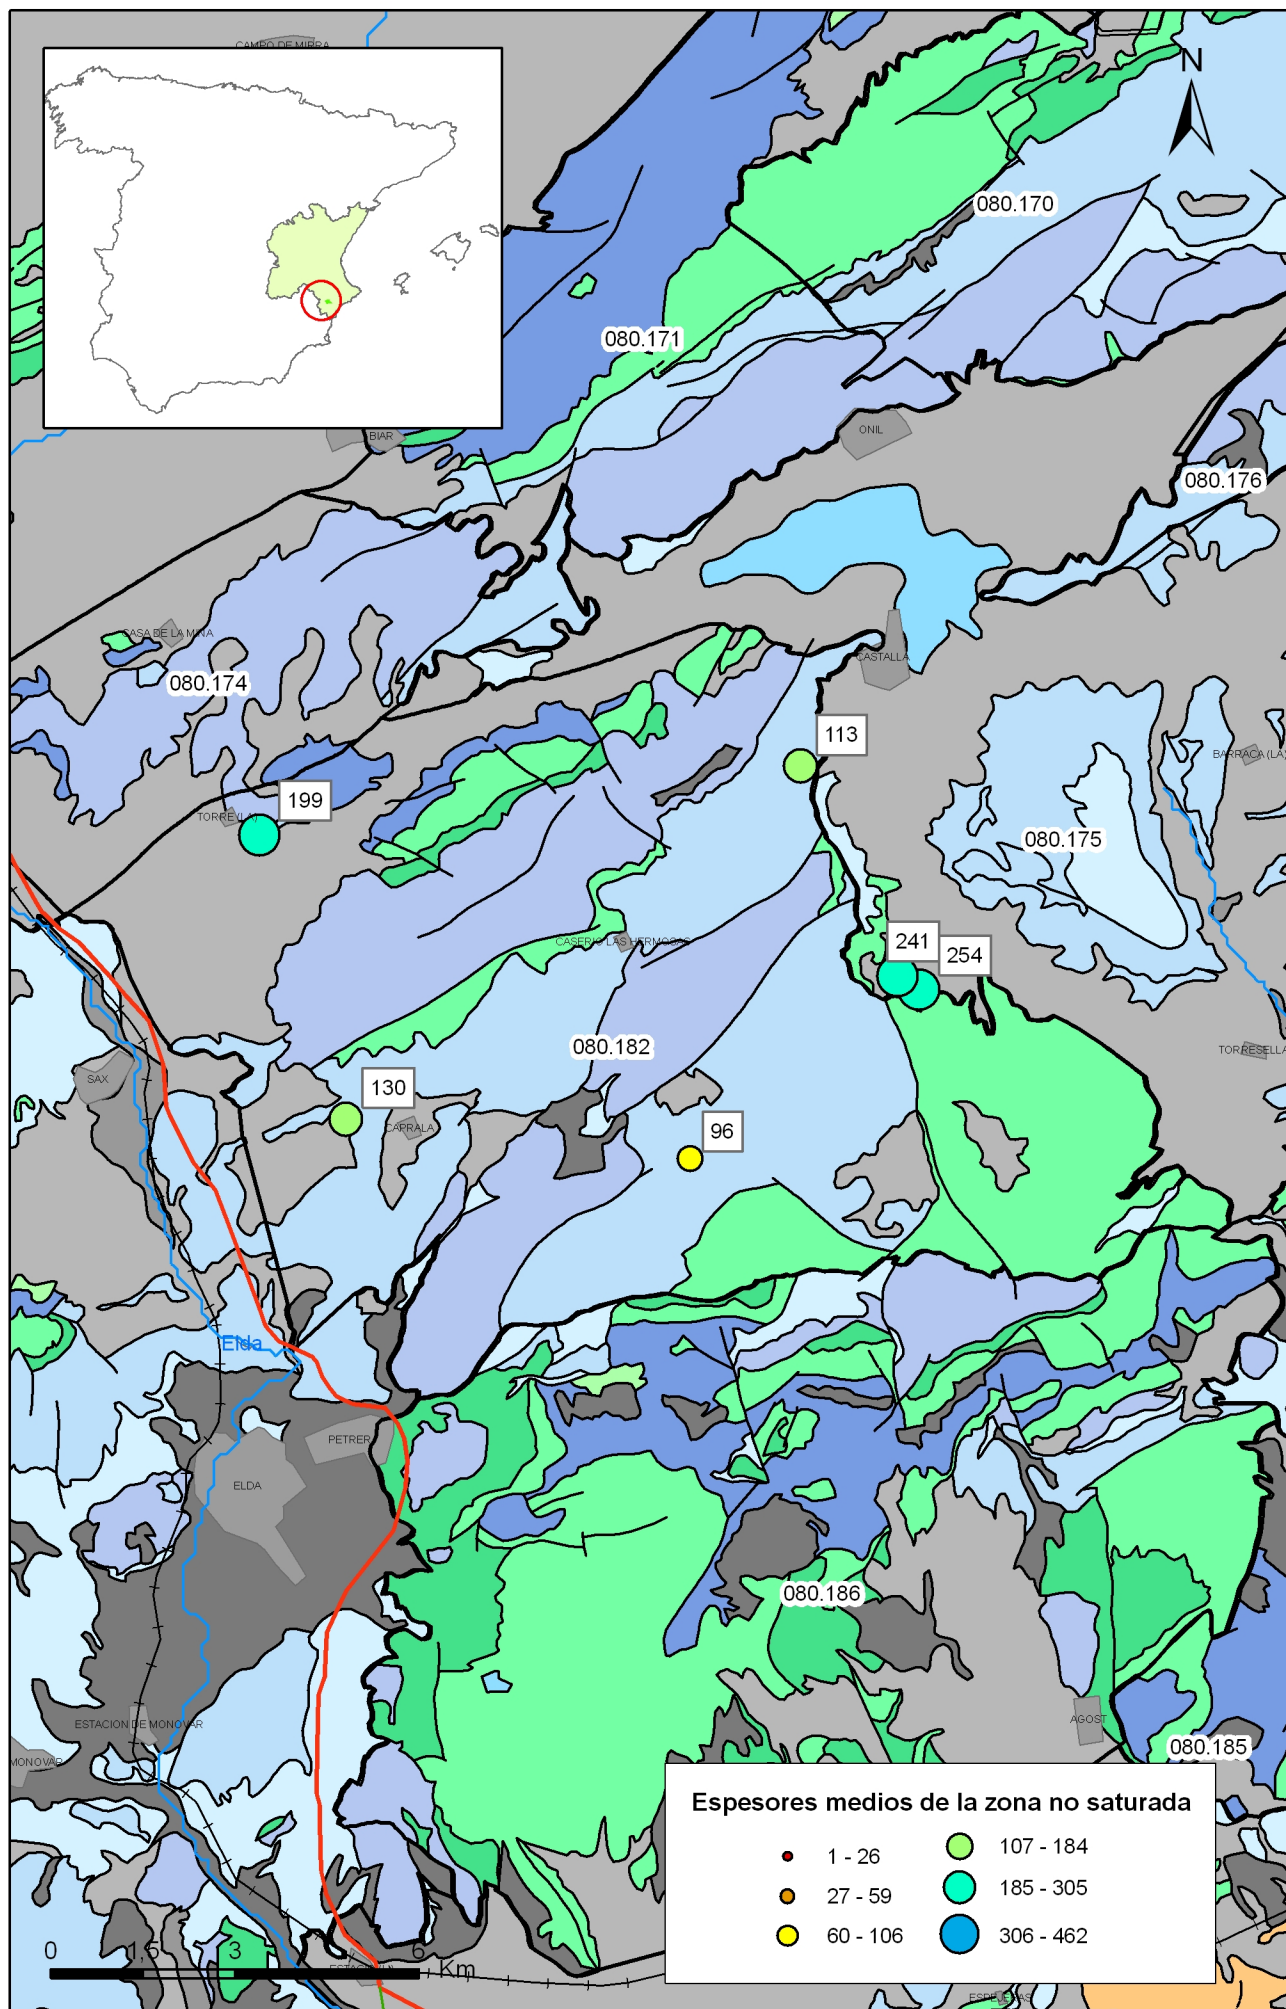 CAMPO DE MIRRA
N
080.170
080.171
BIAR
ONIL
080.176
CASA DE LA MINA
CASTALLA
080.174
113
BARRACA (LA)
199
TORRE (LA)
080.175
CASERIO LAS HERMOSAS
241
254
080.182
TORRESELLA
SAX
130
CAPRALA
96
Elda
PETRER
ELDA
080.186
ESTACION DE MONOVAR
AGOST
MONOVAR
080.185
Espesores medios de la zona no saturada
1 - 26
27 - 59
60 - 106
107 - 184
185 - 305
306 - 462
0 1,5 3 6
Km
ESPEJERAS